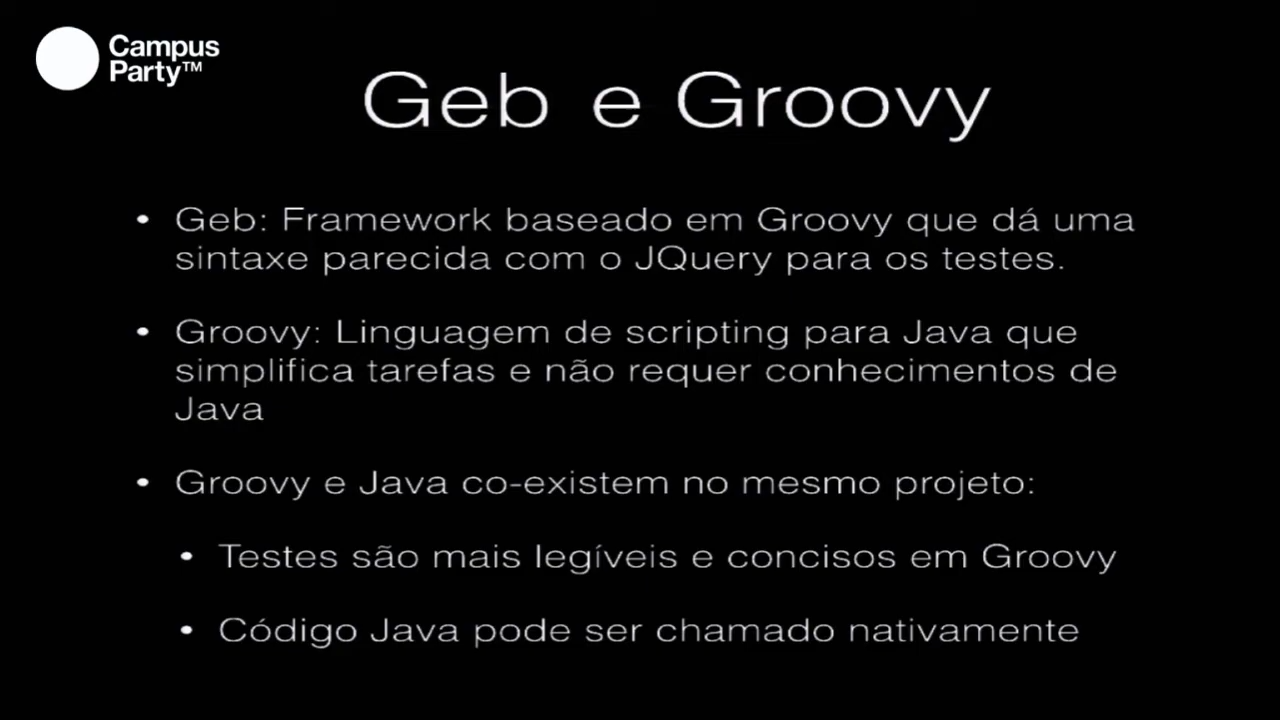 Campus
Party™
Geb e Groovy
• Geb: Framework baseado em Groovy que dá uma
sintaxe parecida com o JQuery para os testes.
• Groovy: Linguagem de scripting para Java que
simplifica tarefas e não requer conhecimentos de
Java
• Groovy e Java co-existem no mesmo projeto:
• Testes são mais legíveis e concisos em Groovy
• Código Java pode ser chamado nativamente